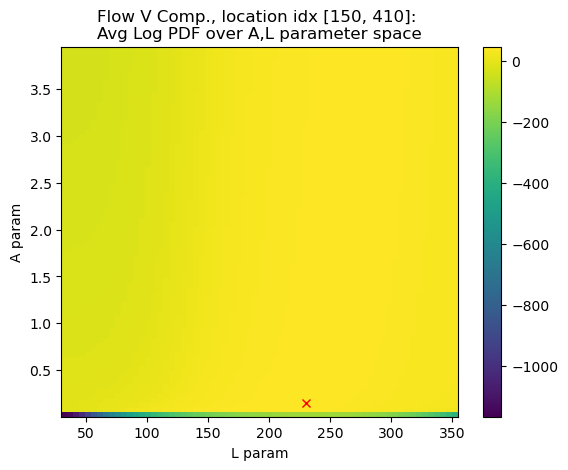 Flow V Comp., location idx [150, 410]:
Avg Log PDF over A,L parameter space
A param
3.5
3.0
2.5
2.0
1.5
1.0
0.5
50 100 150 200 250 300 350
L param
0
−200
−400
−600
−800
−1000